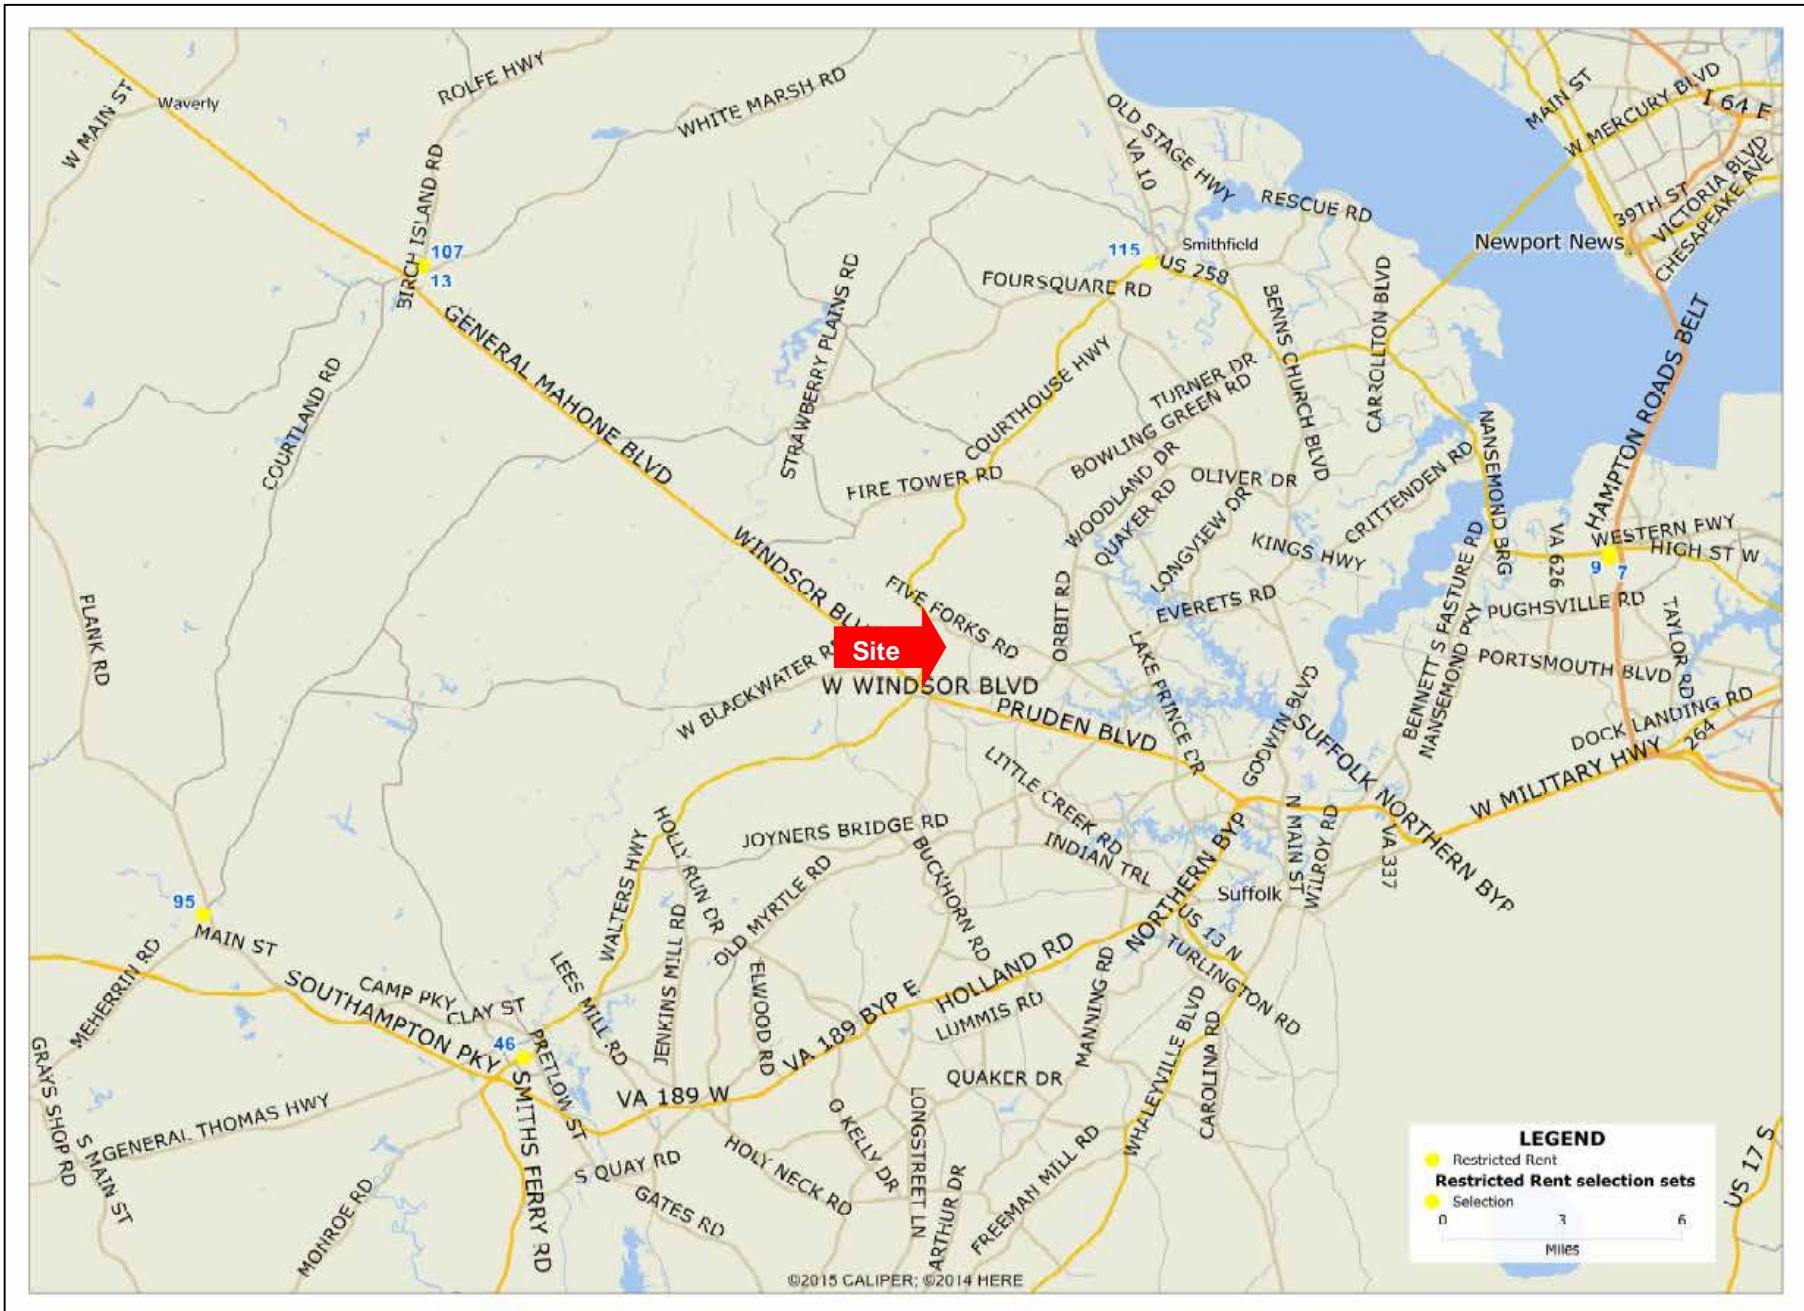 ROLFE HWY
WHITE MARSH RD
W MAIN ST
Waverly
MAIN ST
W MERCURY BLVD
I 64 E
OLD STAGE HWY
VA 10
RESCUE RD
39TH ST
VICTORIA BLVD
CHESAPEAKE AVE
BIRCH ISLAND RD
107
13
115
Smithfield
US 258
Newport News
FOURSQUARE RD
STRAWBERRY PLAINS RD
BENNS CHURCH BLVD
CARROLLTON BLVD
HAMPTON ROADS BELT
GENERAL MAHONE BLVD
COURTLAND RD
COURTHOUSE HWY
TURNER DR
BOWLING GREEN RD
FIRE TOWER RD
WOODLAND DR
QUAKER RD
OLIVER DR
LONGVIEW DR
CRITTENDEN RD
NANSEMOND BRG
KINGS HWY
WESTERN FWY
HIGH ST W
VA 626
9
7
WINDSOR BLVD
FIVE FORKS RD
ORBIT RD
EVERETS RD
BENNETT S PASTURE RD
NANSEMOND PKY
PUGHSVILLE RD
TAYLOR RD
PORTSMOUTH BLVD
PLANK RD
Site
W BLACKWATER RD
W WINDSOR BLVD
PRUDEN BLVD
LAKE PRINCE DR
GODWIN BLVD
SUFFOLK NORTHERN BYP
DOCK LANDING RD
264
W MILITARY HWY
LITTLE CREEK RD
INDIAN TRL
N MAIN ST
WILROY RD
VA 337
HOLLY RUN DR
JOYNERS BRIDGE RD
BUCKHORN RD
NORTHERN BYP
Suffolk
WALTERS HWY
OLD MYRTLE RD
95
MAIN ST
US 13 N
TURLINGTON RD
MEHERRIN RD
SOUTHAMPTON PKY
CAMP PKY
CLAY ST
LEES MILL RD
JENKINS MILL RD
ELWOOD RD
VA 189 BYP E
HOLLAND RD
LUMMIS RD
MANNING RD
WHALEYVILLE BLVD
CAROLINA RD
46
PRETLOW ST
SMITHS FERRY RD
VA 189 W
QUAKER DR
GRAYS SHOP RD
S MAIN ST
GENERAL THOMAS HWY
MONROE RD
S QUAY RD
GATES RD
HOLY NECK RD
O KELLY DR
LONGSTREET LN
ARTHUR DR
FREEMAN MILL RD
US 17 S
LEGEND
Restricted Rent
Restricted Rent selection sets
Selection
0 3 6
Miles
©2015 CALIPER; ©2014 HERE